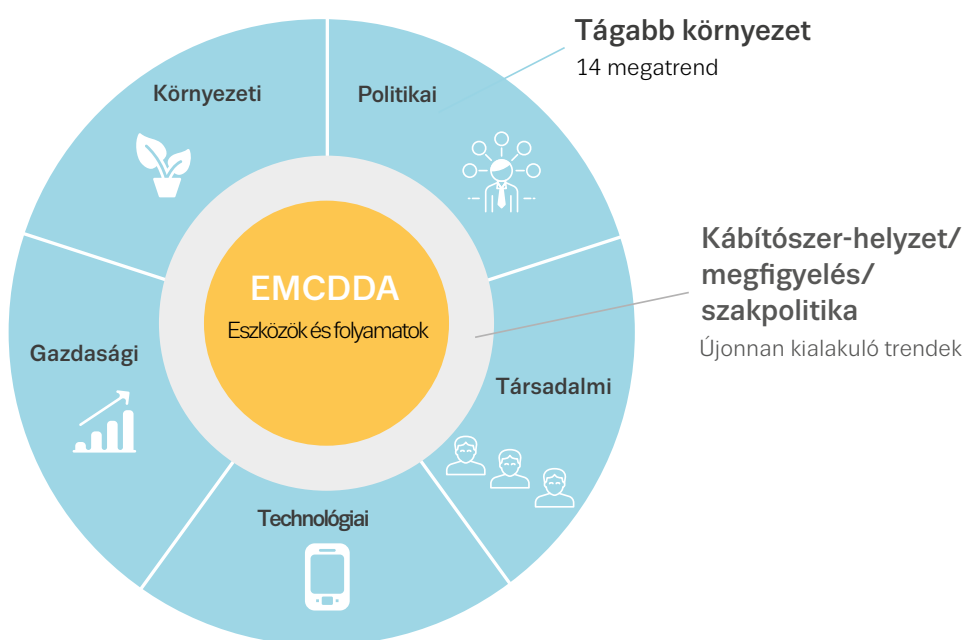 Tágabb környezet
14 megatrend
Környezeti
Politikai
Kábítószer-helyzet/
megfigyelés/
szakpolitika
Újonnan kialakuló trendek
EMCDDA
Eszközök és folyamatok
Gazdasági
Társadalmi
Technológiai